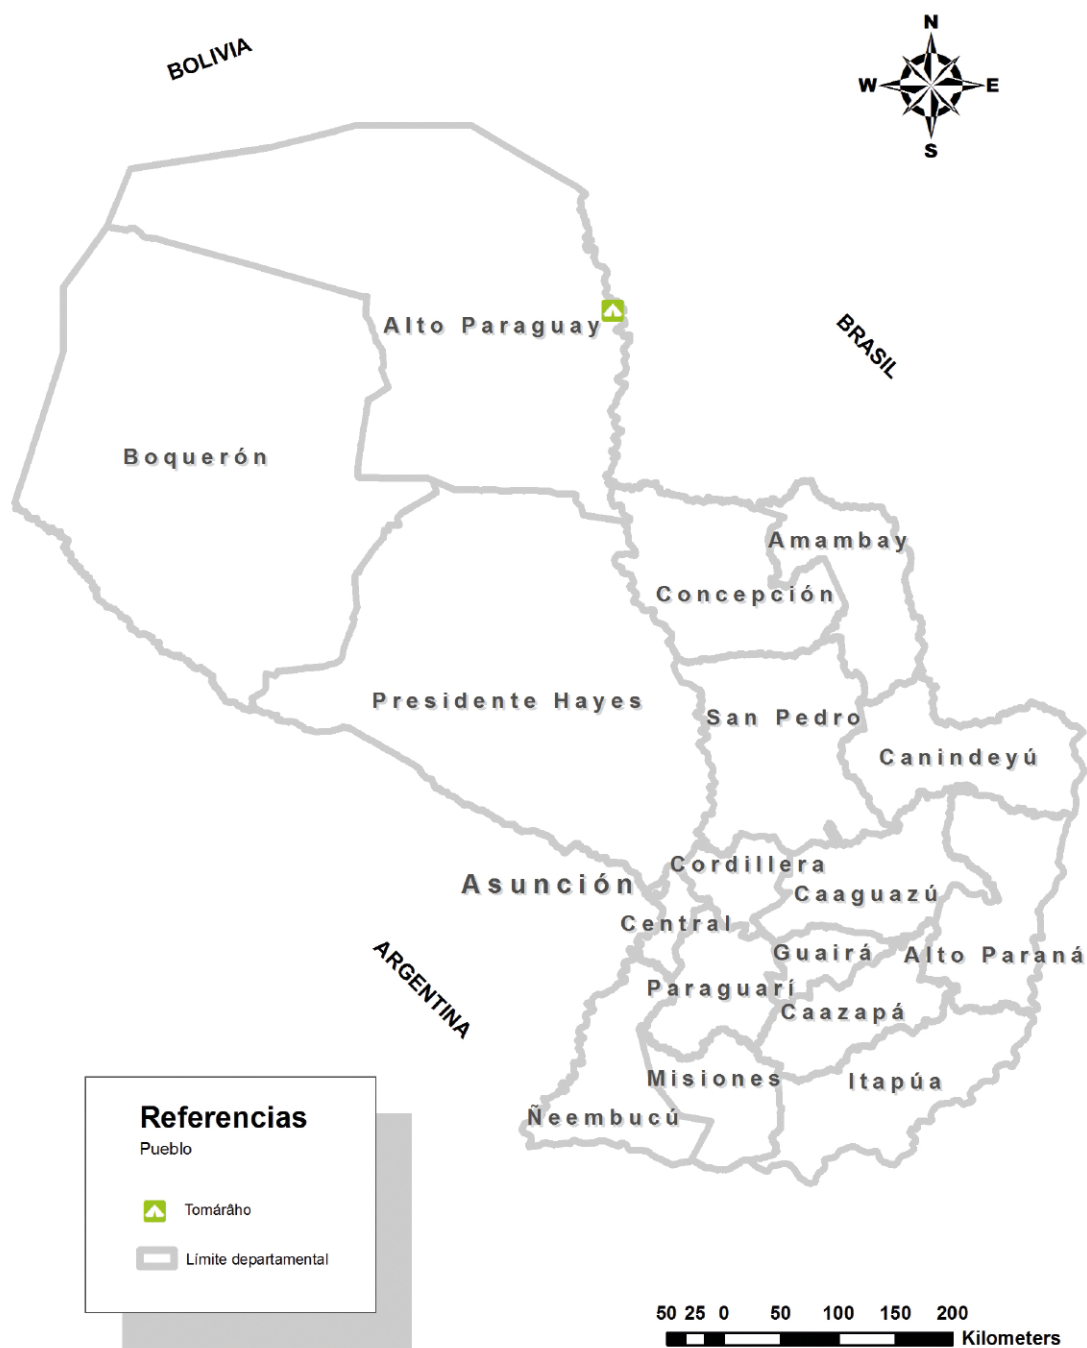 N
BOLIVIA
W
E
S
Alto Paraguay
BRASIL
Boquerón
Amambay
Concepción
Presidente Hayes
San Pedro
Canindeyú
Cordillera
Asunción
Caaguazú
Central
Guairá
Alto Paraná
ARGENTINA
Paraguarí
Caazapá
Misiones
Itapúa
Ñeembucú
Referencias
Pueblo
Tomárâho
Límite departamental
50 25 0 50 100 150 200
Kilometers